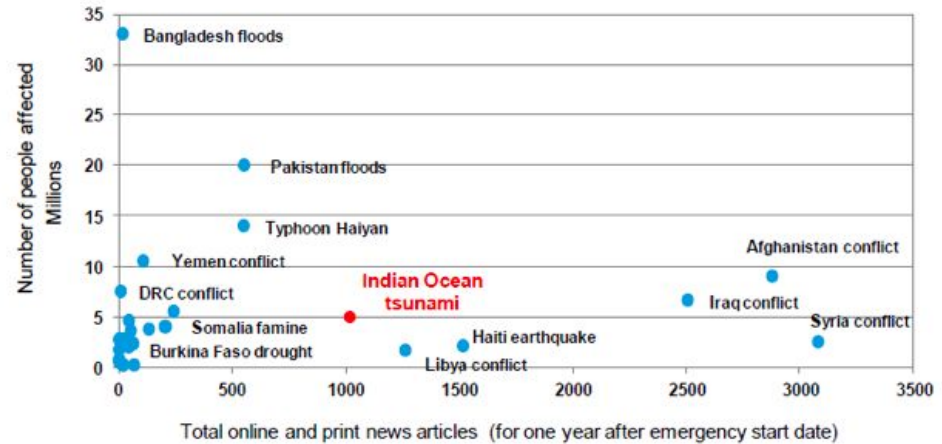 Number of people affected
Millions
35
30
25
20
15
10
5
0
Bangladesh floods
Pakistan floods
Typhoon Haiyan
Yemen conflict
Afghanistan conflict
Indian Ocean
tsunami
DRC conflict
Iraq conflict
Somalia famine
Syria conflict
Haiti earthquake
Burkina Faso drought
Libya conflict
0 500 1000 1500 2000 2500 3000 3500
Total online and print news articles (for one year after emergency start date)